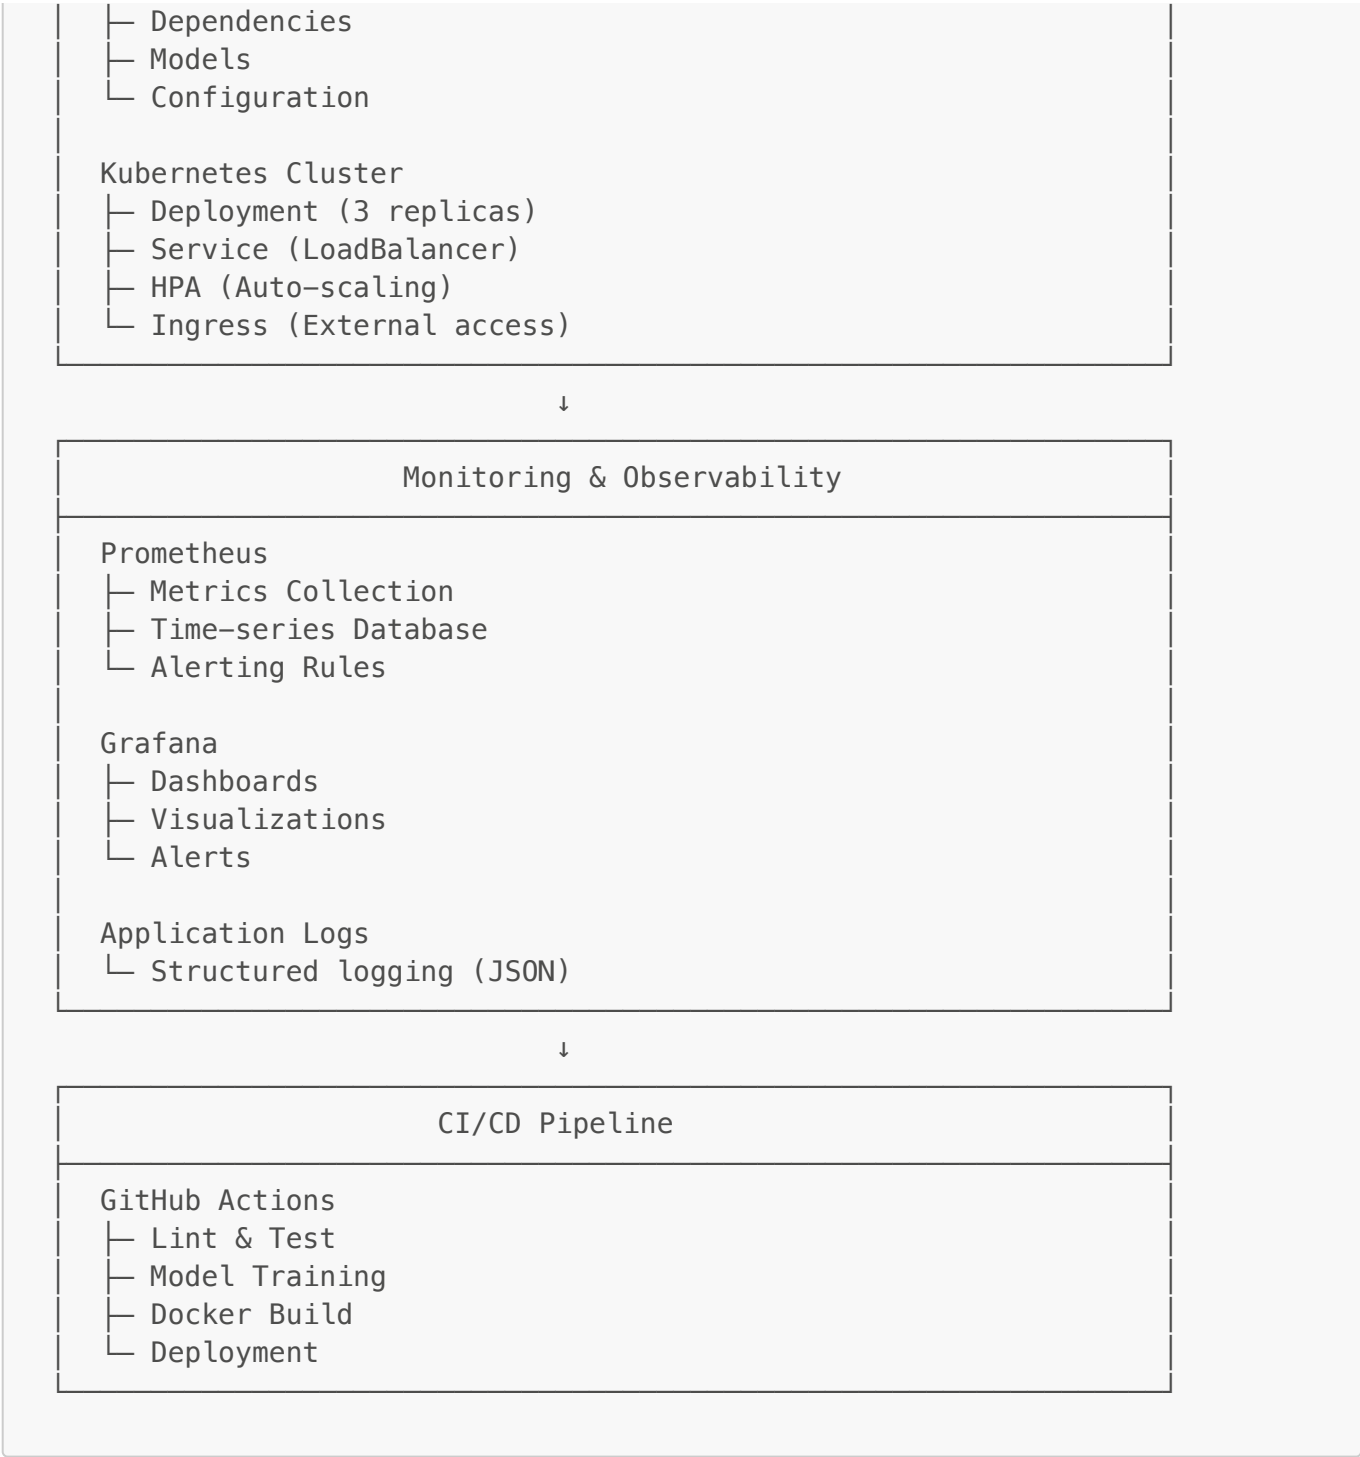 ├─ Dependencies
├─ Models
└─ Configuration
Kubernetes Cluster
├─ Deployment (3 replicas)
├─ Service (LoadBalancer)
├─ HPA (Auto-scaling)
└─ Ingress (External access)
↓
Monitoring & Observability
Prometheus
├─ Metrics Collection
├─ Time-series Database
└─ Alerting Rules
Grafana
├─ Dashboards
├─ Visualizations
└─ Alerts
Application Logs
└─ Structured logging (JSON)
↓
CI/CD Pipeline
GitHub Actions
├─ Lint & Test
├─ Model Training
├─ Docker Build
└─ Deployment